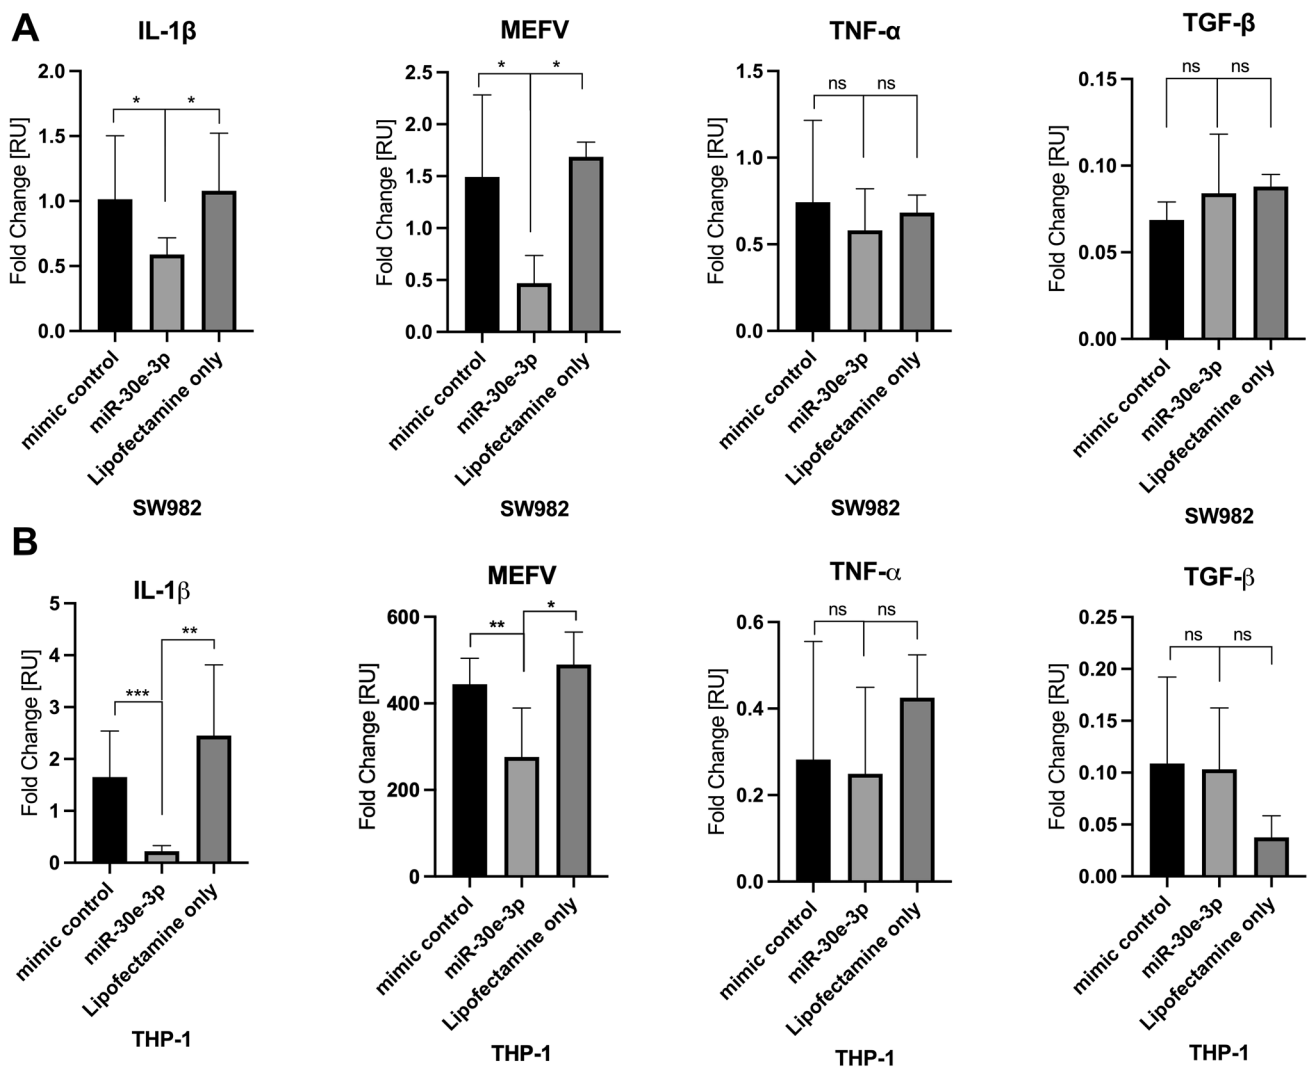 A
IL-1β
Fold Change [RU]
2.0
1.5
1.0
0.5
0.0
* *
mimic control
miR-30e-3p
Lipofectamine only
SW982
MEFV
Fold Change [RU]
2.5
2.0
1.5
1.0
0.5
0.0
* *
mimic control
miR-30e-3p
Lipofectamine only
SW982
TNF-α
Fold Change [RU]
1.5
1.0
0.5
0.0
ns ns
mimic control
miR-30e-3p
Lipofectamine only
SW982
TGF-β
Fold Change [RU]
0.15
0.10
0.05
0.00
ns ns
mimic control
miR-30e-3p
Lipofectamine only
SW982
B
IL-1β
Fold Change [RU]
5
4
3
2
1
0
**
***
mimic control
miR-30e-3p
Lipofectamine only
THP-1
MEFV
Fold Change [RU]
600
400
200
0
*
**
mimic control
miR-30e-3p
Lipofectamine only
THP-1
TNF-α
Fold Change [RU]
0.6
0.4
0.2
0.0
ns ns
mimic control
miR-30e-3p
Lipofectamine only
THP-1
TGF-β
Fold Change [RU]
0.25
0.20
0.15
0.10
0.05
0.00
ns ns
mimic control
miR-30e-3p
Lipofectamine only
THP-1